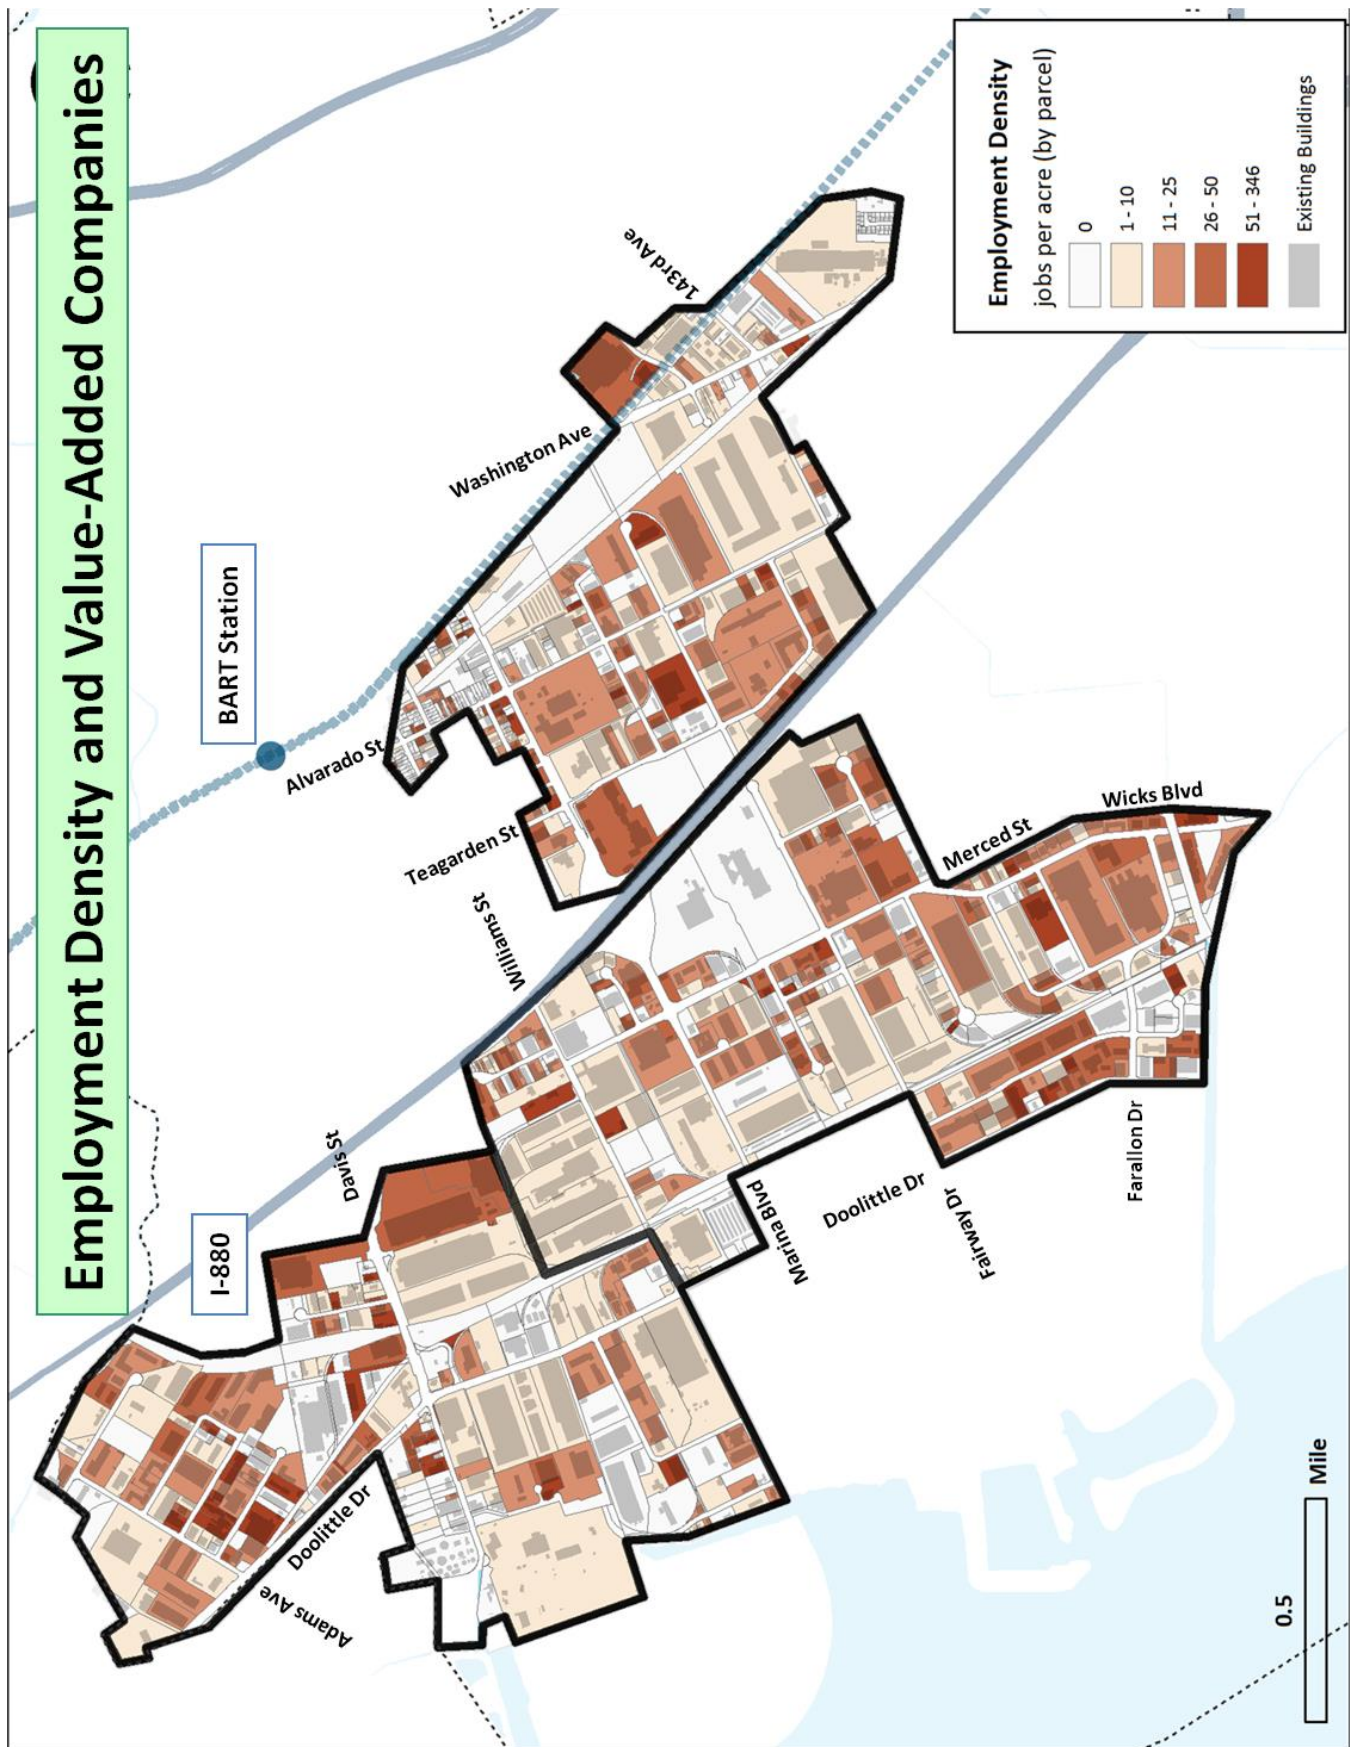 Employment Density and Value-Added Companies
BART Station
I-880
Alvarado St
Washington Ave
143rd Ave
Teagarden St
Williams St
Davis St
Merced St
Wicks Blvd
Doolittle Dr
Adams Ave
Marina Blvd
Doolittle Dr
Fairway Dr
Farallon Dr
Employment Density
jobs per acre (by parcel)
0
1 - 10
11 - 25
26 - 50
51 - 346
Existing Buildings
0.5
Mile